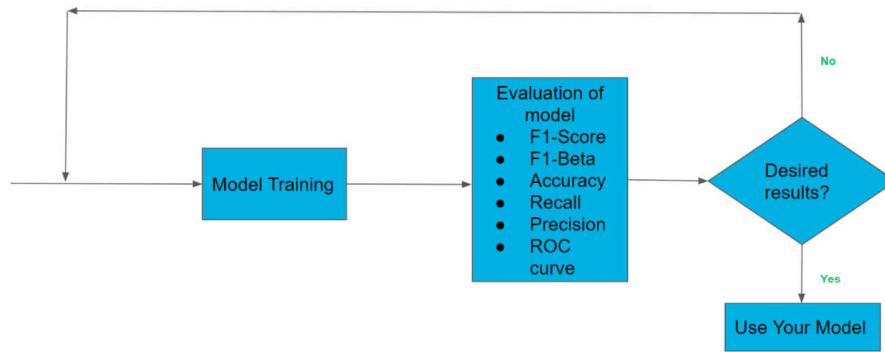 No
Evaluation of
model
● F1-Score
● F1-Beta
● Accuracy
● Recall
● Precision
● ROC
curve
Model Training
Desired
results?
Yes
Use Your Model